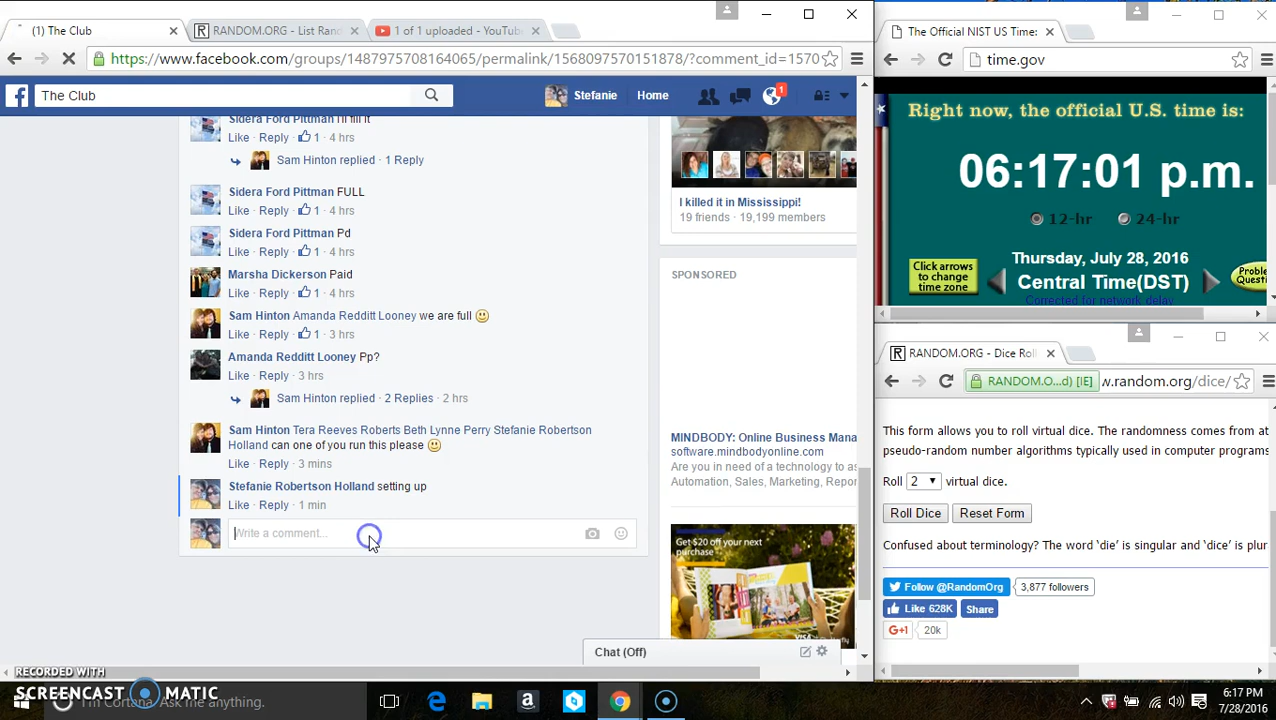 (1) The Club
RANDOM.ORG - List Ran
1 of 1 uploaded - YouTub
https://www.facebook.com/groups/1487975708164065/permalink/1568097570151878/?comment_id=1570
The Club
Stefanie
Home
1
Sidera Ford Pittman I'll fill it
Like · Reply · 1 · 4 hrs
Sam Hinton replied · 1 Reply
Sidera Ford Pittman FULL
Like · Reply · 1 · 4 hrs
Sidera Ford Pittman Pd
Like · Reply · 1 · 4 hrs
Marsha Dickerson Paid
Like · Reply · 1 · 4 hrs
Sam Hinton Amanda Redditt Looney we are full
Like · Reply · 1 · 3 hrs
Amanda Redditt Looney Pp?
Like · Reply · 3 hrs
Sam Hinton replied · 2 Replies · 2 hrs
Sam Hinton Tera Reeves Roberts Beth Lynne Perry Stefanie Robertson
Holland can one of you run this please
Like · Reply · 3 mins
Stefanie Robertson Holland setting up
Like · Reply · 1 min
Write a comment...
I killed it in Mississippi!
19 friends · 19,199 members
SPONSORED
MINDBODY: Online Business Mana
software.mindbodyonline.com
Are you in need of a technology to as
Automation, Sales, Marketing, Repor
Get $20 off your next
purchase
VISA
Chat (Off)
The Official NIST US Time:
time.gov
Right now, the official U.S. time is:
06:17:01 p.m.
12-hr
24-hr
Thursday, July 28, 2016
Central Time(DST)
Corrected for network delay
Click arrows
to change
time zone
Proble
Questi
RANDOM.ORG - Dice Roll
RANDOM.O...d) [IE]
w.random.org/dice/
This form allows you to roll virtual dice. The randomness comes from at
pseudo-random number algorithms typically used in computer programs
Roll 2 virtual dice.
Roll Dice
Reset Form
Confused about terminology? The word 'die' is singular and 'dice' is plur
Follow @RandomOrg
3,877 followers
Like 628K
Share
G+1
20k
RECORDED WITH
SCREENCAST MATIC
I'm Cortana. Ask me anything.
6:17 PM
7/28/2016